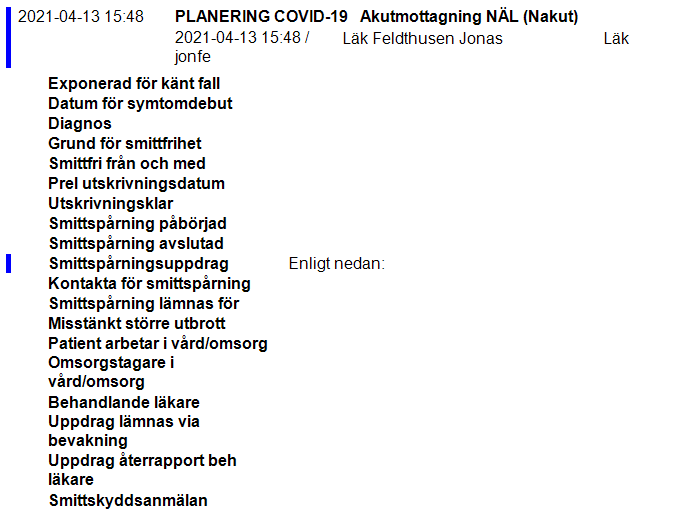 2021-04-13 15:48 PLANERING COVID-19 Akutmottagning NÄL (Nakut)
2021-04-13 15:48 / Läk Feldthusen Jonas Läk
jonfe
Exponerad för känt fall
Datum för symtomdebut
Diagnos
Grund för smittfrihet
Smittfri från och med
Prel utskrivningsdatum
Utskrivningsklar
Smittspårning påbörjad
Smittspårning avslutad
Smittspårningsuppdrag Enligt nedan:
Kontakta för smittspårning
Smittspårning lämnas för
Misstänkt större utbrott
Patient arbetar i vård/omsorg
Omsorgstagare i
vård/omsorg
Behandlande läkare
Uppdrag lämnas via
bevakning
Uppdrag återrapport beh
läkare
Smittskyddsanmälan